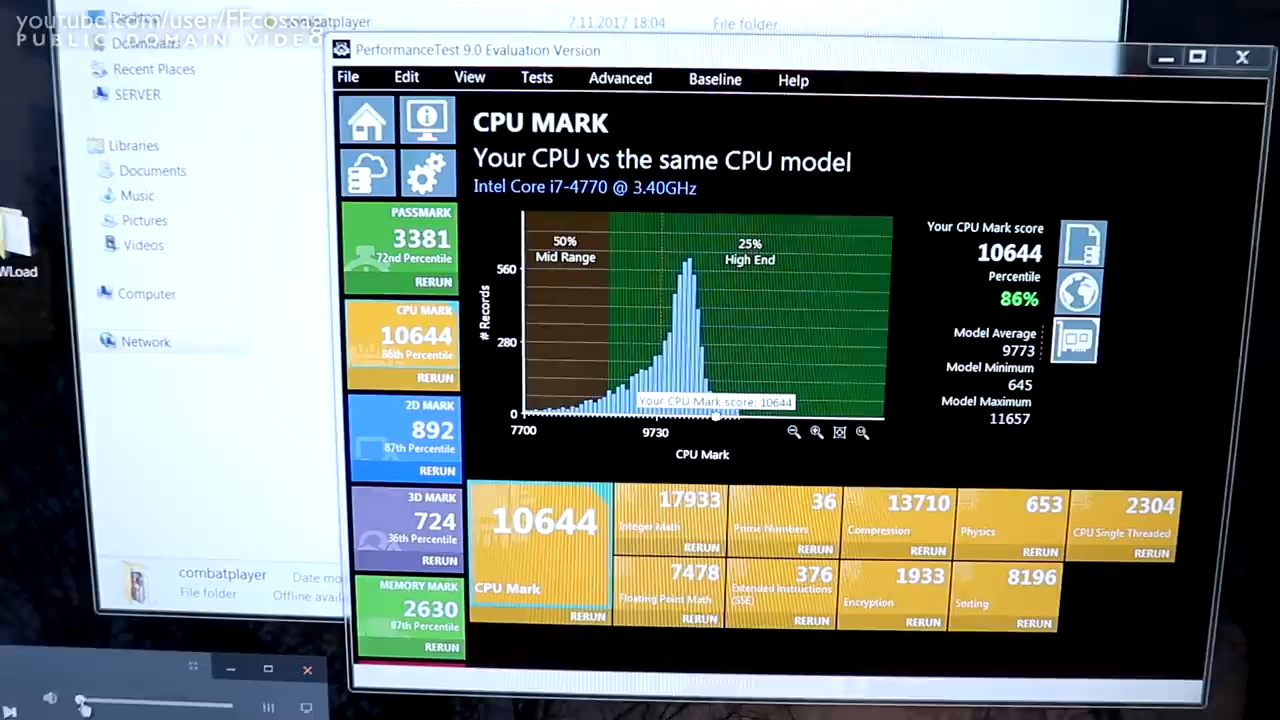 youtube.com/user/FFcossag
PUBLIC DOMAIN VIDEO
Desktop
Downloads
Recent Places
SERVER
Libraries
Documents
Music
Pictures
Videos
Computer
Network
WLoad
combatplayer
7.11.2017 18:04
File folder
combatplayer
Date mo
File folder
Offline avai
PerformanceTest 9.0 Evaluation Version
File Edit View Tests Advanced Baseline Help
CPU MARK
Your CPU vs the same CPU model
Intel Core i7-4770 @ 3.40GHz
PASSMARK
3381
72nd Percentile
RERUN
CPU MARK
10644
86th Percentile
RERUN
2D MARK
892
87th Percentile
RERUN
3D MARK
724
36th Percentile
RERUN
MEMORY MARK
2630
87th Percentile
RERUN
50%
Mid Range
25%
High End
# Records
560
280
0
7700
9730
CPU Mark
Your CPU Mark score: 10644
Your CPU Mark score
10644
Percentile
86%
Model Average
9773
Model Minimum
645
Model Maximum
11657
10644
CPU Mark
RERUN
17933
Integer Math
RERUN
36
Prime Numbers
RERUN
13710
Compression
RERUN
653
Physics
RERUN
2304
CPU Single Threaded
RERUN
7478
Floating Point Math
RERUN
376
Extended Instructions
(SSE)
RERUN
1933
Encryption
RERUN
8196
Sorting
RERUN